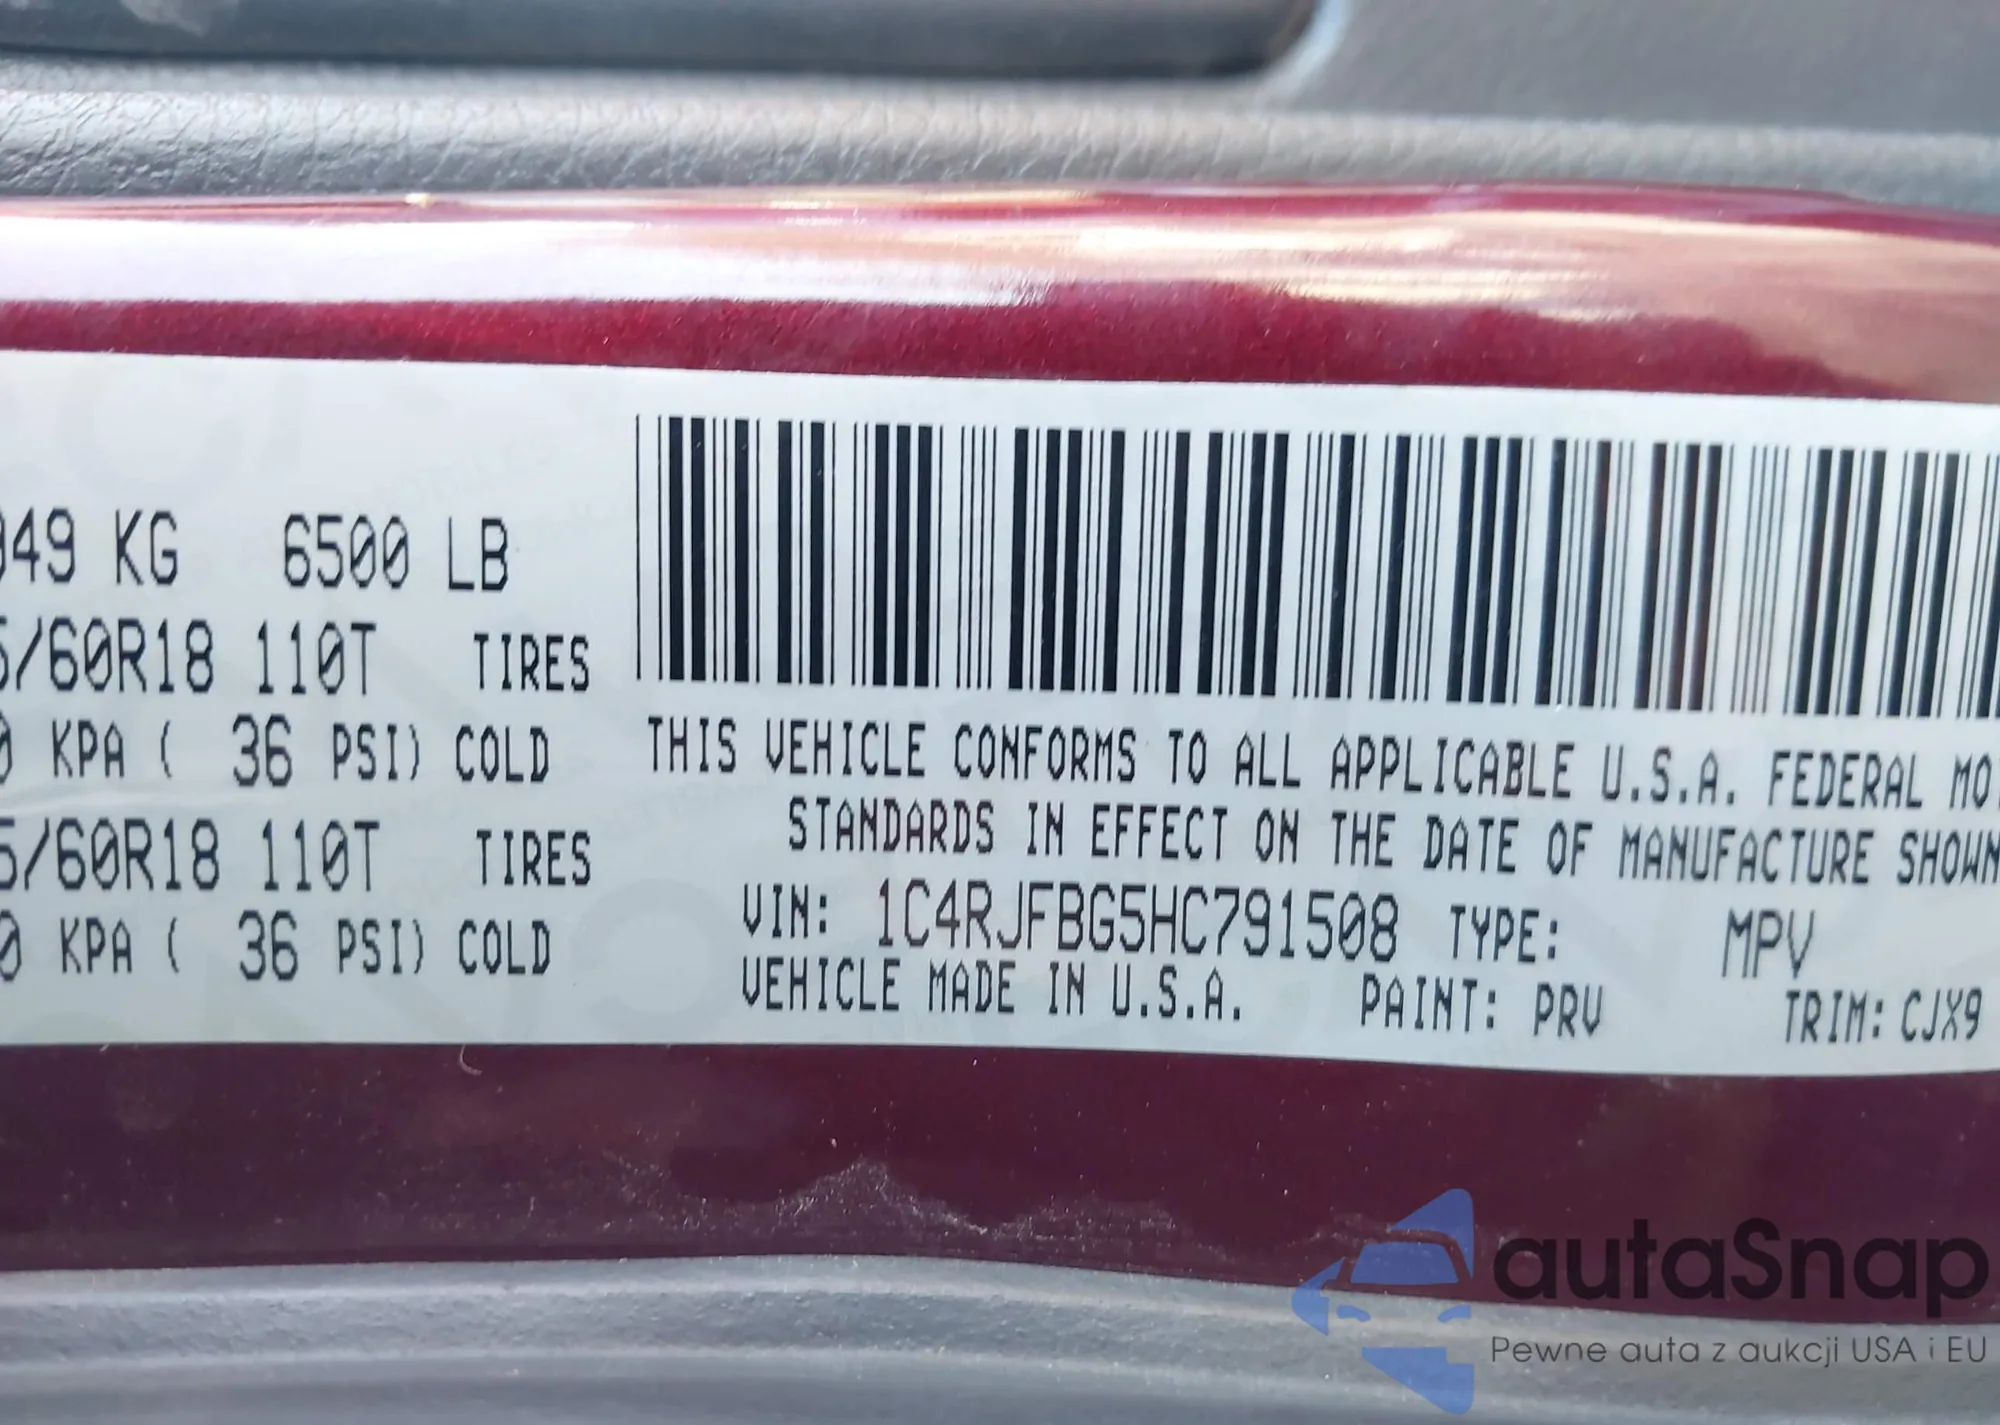 949 KG 6500 LB
5/60R18 110T TIRES
0 KPA ( 36 PSI) COLD
5/60R18 110T TIRES
0 KPA ( 36 PSI) COLD
THIS VEHICLE CONFORMS TO ALL APPLICABLE U.S.A. FEDERAL MOT
STANDARDS IN EFFECT ON THE DATE OF MANUFACTURE SHOWN
VIN: 1C4RJFBG5HC791508 TYPE: MPV
VEHICLE MADE IN U.S.A. PAINT: PRV TRIM: CJX9
autaSnap
Pewne auta z aukcji USA i EU